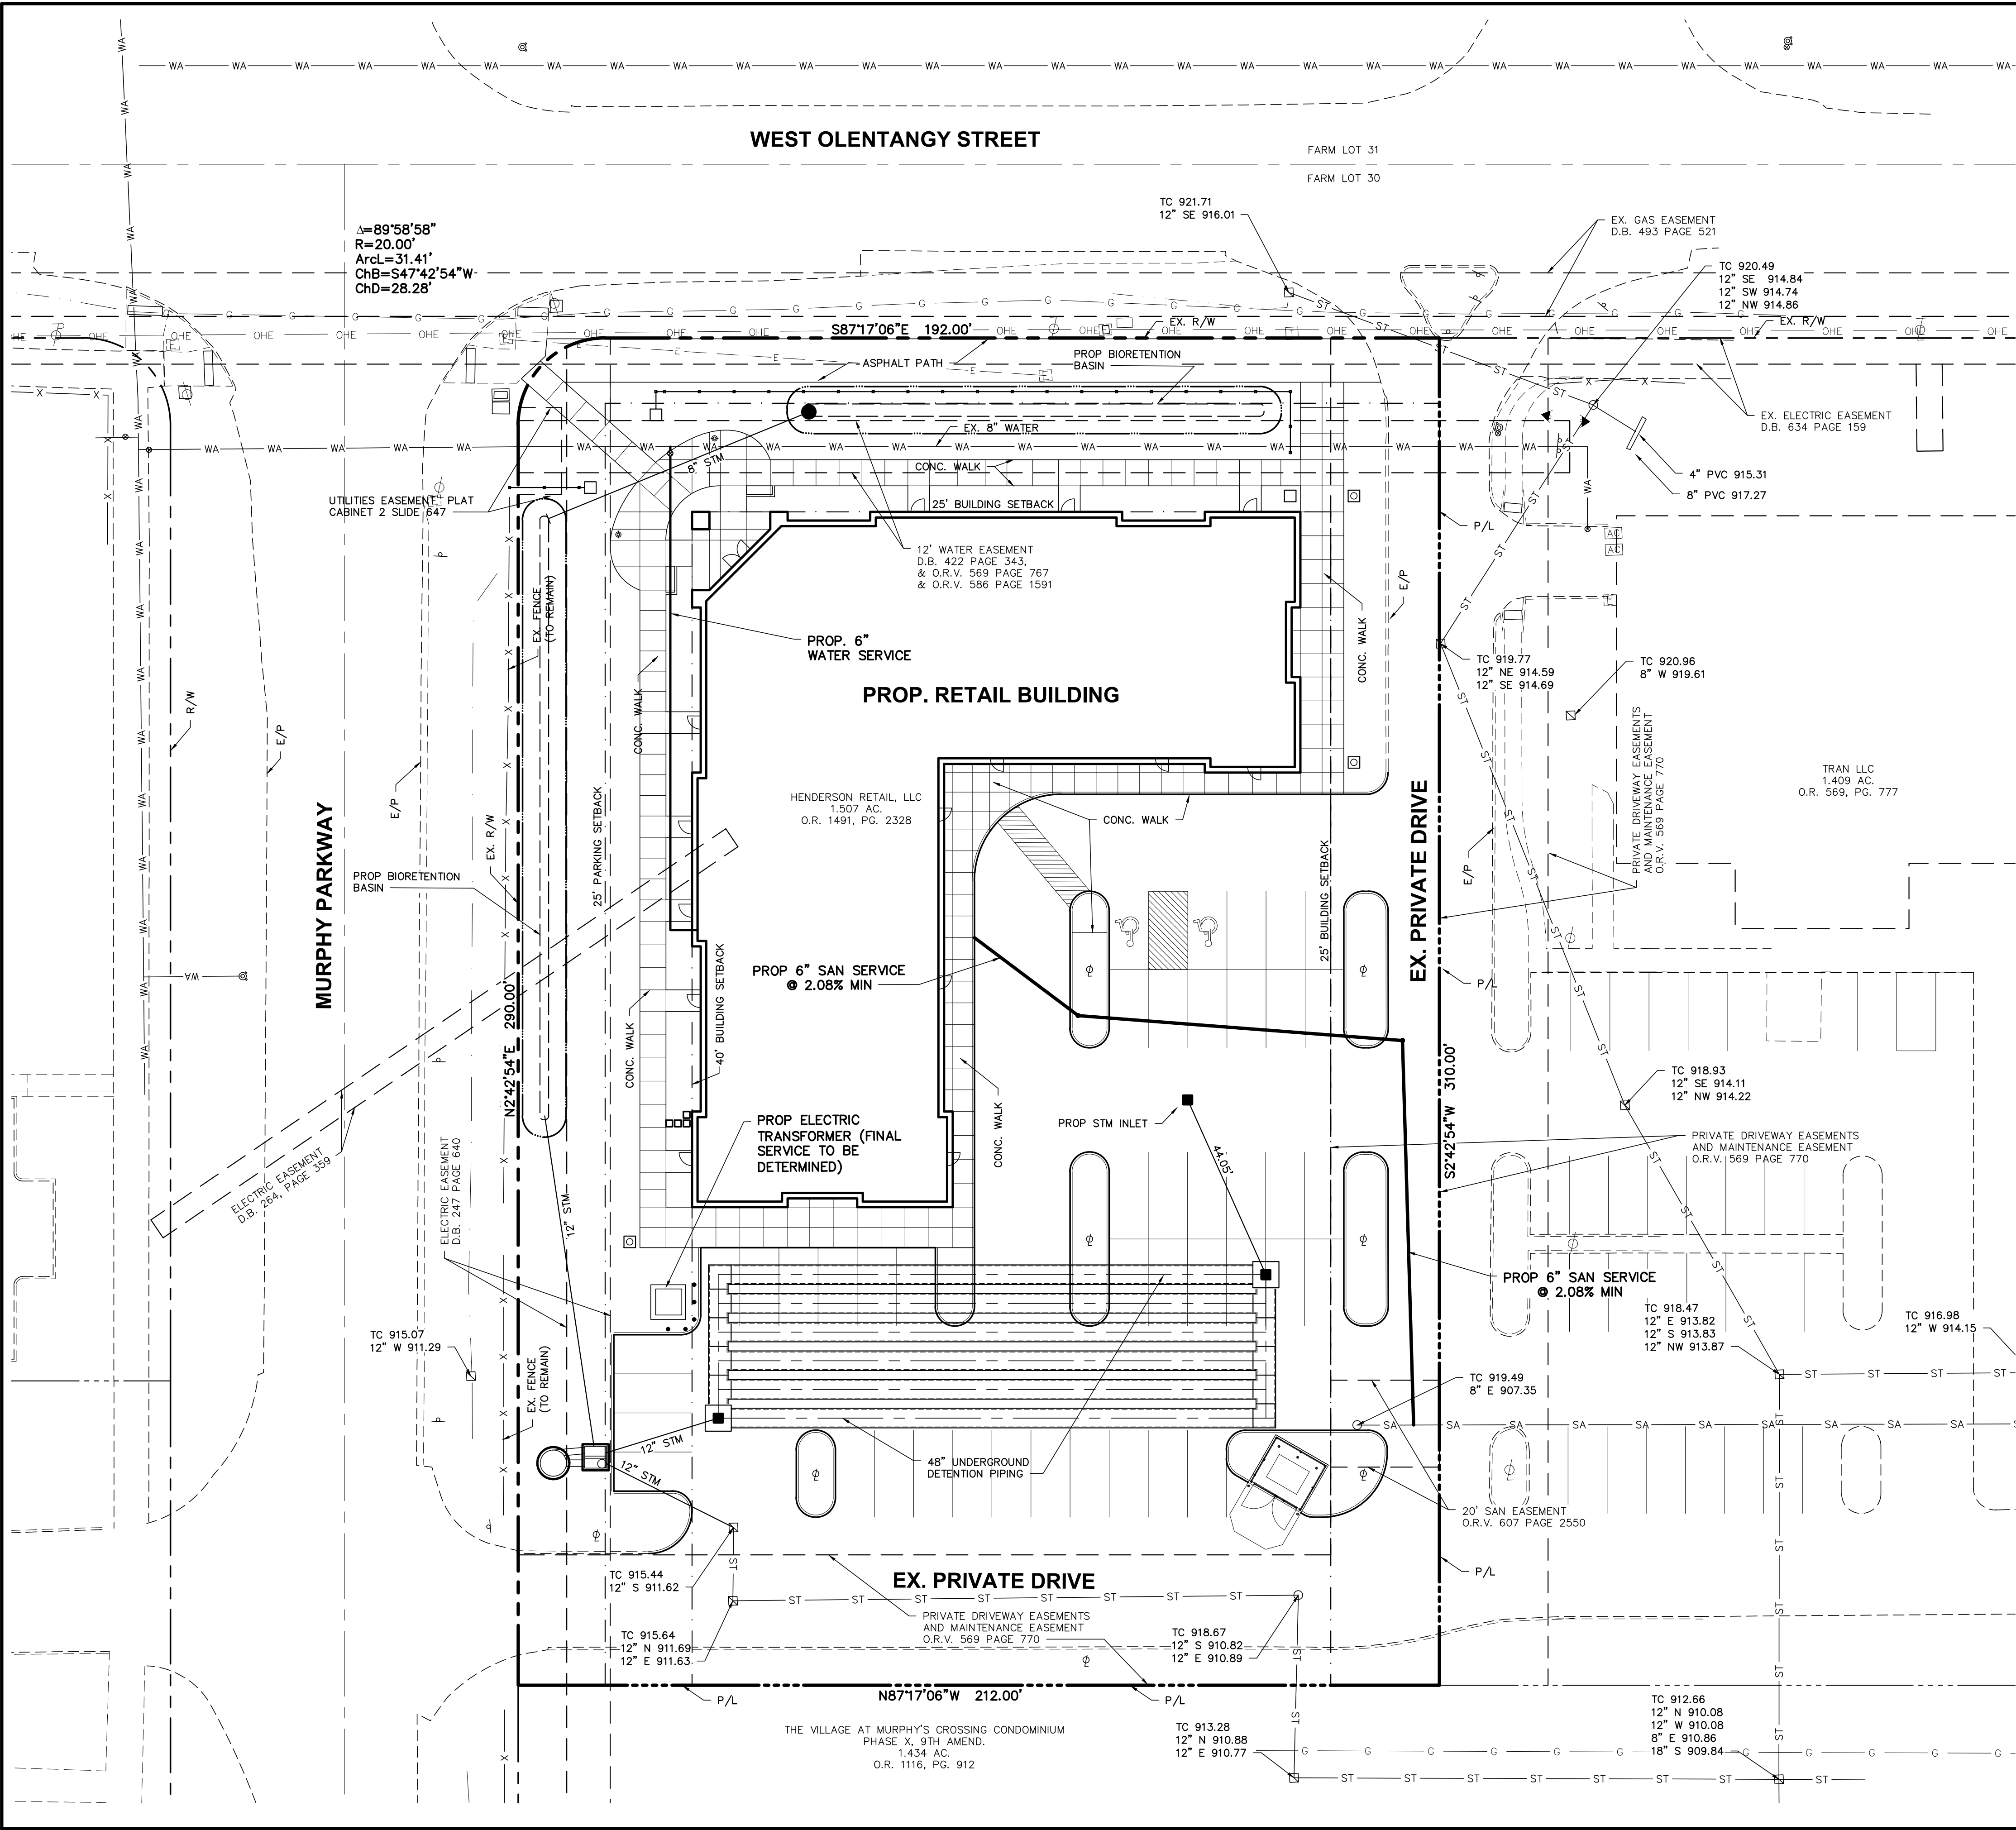 WEST OLENTANGY STREET
FARM LOT 31
FARM LOT 30
TC 921.71
12" SE 916.01
Δ=89°58'58"
R=20.00'
ArcL=31.41'
ChB=S47°42'54"W
ChD=28.28'
EX. GAS EASEMENT
D.B. 493 PAGE 521
TC 920.49
12" SE 914.84
12" SW 914.74
12" NW 914.86
S87°17'06"E 192.00'
EX. R/W
EX. R/W
ASPHALT PATH
PROP BIORETENTION
BASIN
EX. ELECTRIC EASEMENT
D.B. 634 PAGE 159
EX. 8" WATER
8" STM
CONC. WALK
4" PVC 915.31
8" PVC 917.27
UTILITIES EASEMENT PLAT
CABINET 2 SLIDE 647
25' BUILDING SETBACK
P/L
12' WATER EASEMENT
D.B. 422 PAGE 343,
& O.R.V. 569 PAGE 767
& O.R.V. 586 PAGE 1591
AC
AC
EX. FENCE
(TO REMAIN)
E/P
CONC. WALK
PROP. 6"
WATER SERVICE
TC 919.77
12" NE 914.59
12" SE 914.69
TC 920.96
8" W 919.61
PROP. RETAIL BUILDING
R/W
E/P
CONC. WALK
E/P
MURPHY PARKWAY
EX. R/W
25' PARKING SETBACK
HENDERSON RETAIL, LLC
1.507 AC.
O.R. 1491, PG. 2328
CONC. WALK
25' BUILDING SETBACK
EX. PRIVATE DRIVE
E/P
PRIVATE DRIVEWAY EASEMENTS
AND MAINTENANCE EASEMENT
O.R.V. 569 PAGE 770
TRAN LLC
1.409 AC.
O.R. 569, PG. 777
PROP BIORETENTION
BASIN
PROP 6" SAN SERVICE
@ 2.08% MIN
P/L
N2°42'54"E 290.00'
CONC. WALK
40' BUILDING SETBACK
S2°42'54"W 310.00'
TC 918.93
12" SE 914.11
12" NW 914.22
PROP ELECTRIC
TRANSFORMER (FINAL
SERVICE TO BE
DETERMINED)
CONC. WALK
PROP STM INLET
44.05'
PRIVATE DRIVEWAY EASEMENTS
AND MAINTENANCE EASEMENT
O.R.V. 569 PAGE 770
ELECTRIC EASEMENT
D.B. 264, PAGE 359
ELECTRIC EASEMENT
D.B. 247 PAGE 640
12" STM
PROP 6" SAN SERVICE
@ 2.08% MIN
TC 918.47
12" E 913.82
12" S 913.83
12" NW 913.87
TC 916.98
12" W 914.15
TC 915.07
12" W 911.29
EX. FENCE
(TO REMAIN)
TC 919.49
8" E 907.35
12" STM
12" STM
48" UNDERGROUND
DETENTION PIPING
20' SAN EASEMENT
O.R.V. 607 PAGE 2550
TC 915.44
12" S 911.62
EX. PRIVATE DRIVE
P/L
PRIVATE DRIVEWAY EASEMENTS
AND MAINTENANCE EASEMENT
O.R.V. 569 PAGE 770
TC 915.64
12" N 911.69
12" E 911.63
TC 918.67
12" S 910.82
12" E 910.89
P/L
N87°17'06"W 212.00'
P/L
THE VILLAGE AT MURPHY'S CROSSING CONDOMINIUM
PHASE X, 9TH AMEND.
1.434 AC.
O.R. 1116, PG. 912
TC 913.28
12" N 910.88
12" E 910.77
TC 912.66
12" N 910.08
12" W 910.08
8" E 910.86
18" S 909.84